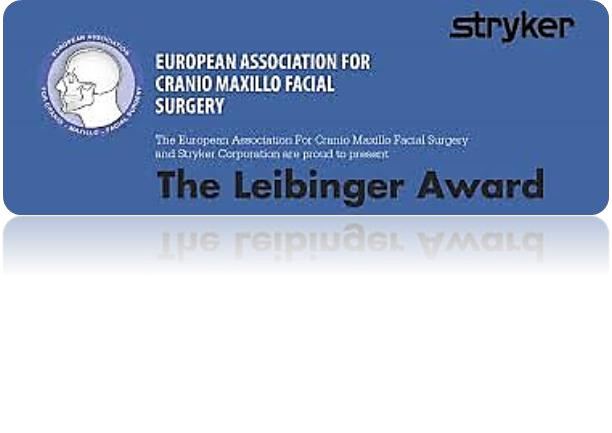 stryker
EUROPEAN ASSOCIATION
FOR CRANIO - MAXILLO - FACIAL SURGERY
EUROPEAN ASSOCIATION FOR
CRANIO MAXILLO FACIAL
SURGERY
The European Association For Cranio Maxillo Facial Surgery
and Stryker Corporation are proud to present
The Leibinger Award